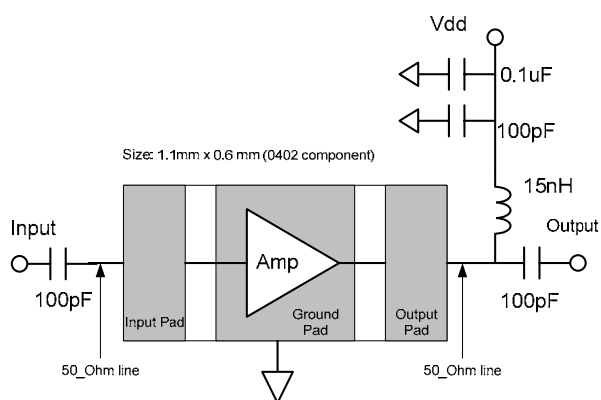 Vdd
0.1uF
100pF
Size: 1.1mm x 0.6 mm (0402 component)
15nH
Input
Output
Amp
100pF
100pF
Input Pad
Ground
Pad
Output
Pad
50_Ohm line
50_Ohm line